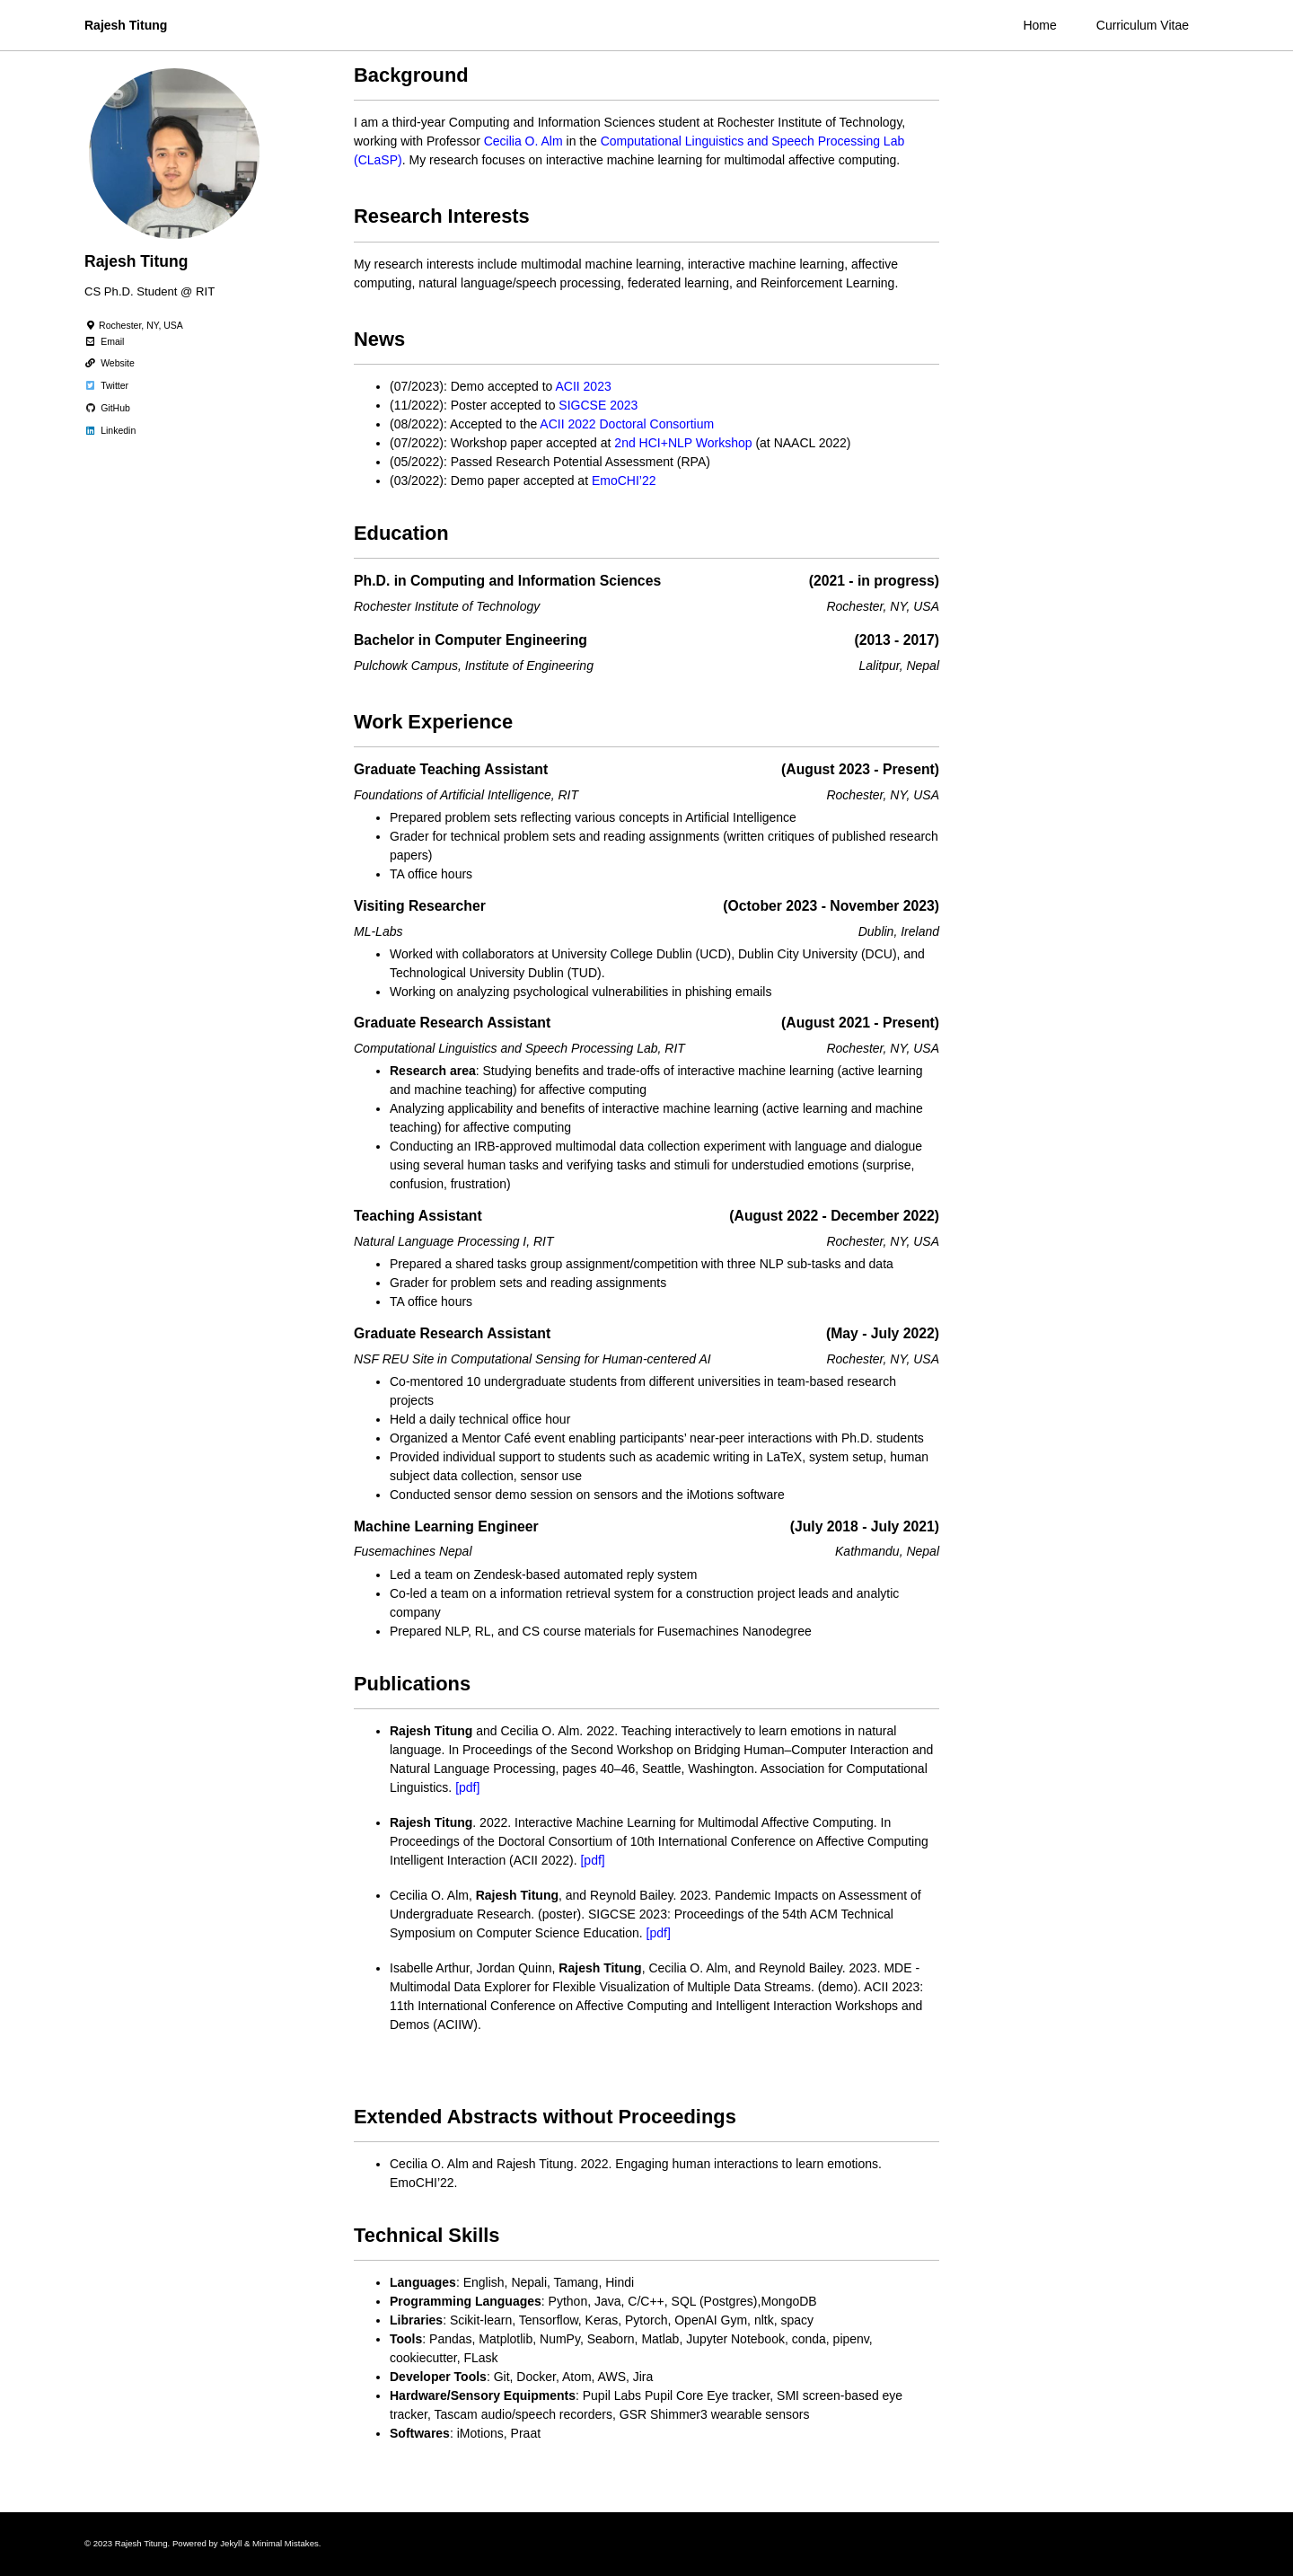 Rajesh Titung
Home
Curriculum Vitae
Rajesh Titung
CS Ph.D. Student @ RIT
Rochester, NY, USA
Email
Website
Twitter
GitHub
Linkedin
Background
I am a third-year Computing and Information Sciences student at Rochester Institute of Technology,
working with Professor Cecilia O. Alm in the Computational Linguistics and Speech Processing Lab
(CLaSP). My research focuses on interactive machine learning for multimodal affective computing.
Research Interests
My research interests include multimodal machine learning, interactive machine learning, affective
computing, natural language/speech processing, federated learning, and Reinforcement Learning.
News
(07/2023): Demo accepted to ACII 2023
(11/2022): Poster accepted to SIGCSE 2023
(08/2022): Accepted to the ACII 2022 Doctoral Consortium
(07/2022): Workshop paper accepted at 2nd HCI+NLP Workshop (at NAACL 2022)
(05/2022): Passed Research Potential Assessment (RPA)
(03/2022): Demo paper accepted at EmoCHI’22
Education
Ph.D. in Computing and Information Sciences (2021 - in progress)
Rochester Institute of Technology Rochester, NY, USA
Bachelor in Computer Engineering (2013 - 2017)
Pulchowk Campus, Institute of Engineering Lalitpur, Nepal
Work Experience
Graduate Teaching Assistant (August 2023 - Present)
Foundations of Artificial Intelligence, RIT Rochester, NY, USA
Prepared problem sets reflecting various concepts in Artificial Intelligence
Grader for technical problem sets and reading assignments (written critiques of published research
papers)
TA office hours
Visiting Researcher (October 2023 - November 2023)
ML-Labs Dublin, Ireland
Worked with collaborators at University College Dublin (UCD), Dublin City University (DCU), and
Technological University Dublin (TUD).
Working on analyzing psychological vulnerabilities in phishing emails
Graduate Research Assistant (August 2021 - Present)
Computational Linguistics and Speech Processing Lab, RIT Rochester, NY, USA
Research area: Studying benefits and trade-offs of interactive machine learning (active learning
and machine teaching) for affective computing
Analyzing applicability and benefits of interactive machine learning (active learning and machine
teaching) for affective computing
Conducting an IRB-approved multimodal data collection experiment with language and dialogue
using several human tasks and verifying tasks and stimuli for understudied emotions (surprise,
confusion, frustration)
Teaching Assistant (August 2022 - December 2022)
Natural Language Processing I, RIT Rochester, NY, USA
Prepared a shared tasks group assignment/competition with three NLP sub-tasks and data
Grader for problem sets and reading assignments
TA office hours
Graduate Research Assistant (May - July 2022)
NSF REU Site in Computational Sensing for Human-centered AI Rochester, NY, USA
Co-mentored 10 undergraduate students from different universities in team-based research
projects
Held a daily technical office hour
Organized a Mentor Café event enabling participants’ near-peer interactions with Ph.D. students
Provided individual support to students such as academic writing in LaTeX, system setup, human
subject data collection, sensor use
Conducted sensor demo session on sensors and the iMotions software
Machine Learning Engineer (July 2018 - July 2021)
Fusemachines Nepal Kathmandu, Nepal
Led a team on Zendesk-based automated reply system
Co-led a team on a information retrieval system for a construction project leads and analytic
company
Prepared NLP, RL, and CS course materials for Fusemachines Nanodegree
Publications
Rajesh Titung and Cecilia O. Alm. 2022. Teaching interactively to learn emotions in natural
language. In Proceedings of the Second Workshop on Bridging Human–Computer Interaction and
Natural Language Processing, pages 40–46, Seattle, Washington. Association for Computational
Linguistics. [pdf]
Rajesh Titung. 2022. Interactive Machine Learning for Multimodal Affective Computing. In
Proceedings of the Doctoral Consortium of 10th International Conference on Affective Computing
Intelligent Interaction (ACII 2022). [pdf]
Cecilia O. Alm, Rajesh Titung, and Reynold Bailey. 2023. Pandemic Impacts on Assessment of
Undergraduate Research. (poster). SIGCSE 2023: Proceedings of the 54th ACM Technical
Symposium on Computer Science Education. [pdf]
Isabelle Arthur, Jordan Quinn, Rajesh Titung, Cecilia O. Alm, and Reynold Bailey. 2023. MDE -
Multimodal Data Explorer for Flexible Visualization of Multiple Data Streams. (demo). ACII 2023:
11th International Conference on Affective Computing and Intelligent Interaction Workshops and
Demos (ACIIW).
Extended Abstracts without Proceedings
Cecilia O. Alm and Rajesh Titung. 2022. Engaging human interactions to learn emotions.
EmoCHI’22.
Technical Skills
Languages: English, Nepali, Tamang, Hindi
Programming Languages: Python, Java, C/C++, SQL (Postgres),MongoDB
Libraries: Scikit-learn, Tensorflow, Keras, Pytorch, OpenAI Gym, nltk, spacy
Tools: Pandas, Matplotlib, NumPy, Seaborn, Matlab, Jupyter Notebook, conda, pipenv,
cookiecutter, FLask
Developer Tools: Git, Docker, Atom, AWS, Jira
Hardware/Sensory Equipments: Pupil Labs Pupil Core Eye tracker, SMI screen-based eye
tracker, Tascam audio/speech recorders, GSR Shimmer3 wearable sensors
Softwares: iMotions, Praat
© 2023 Rajesh Titung. Powered by Jekyll & Minimal Mistakes.